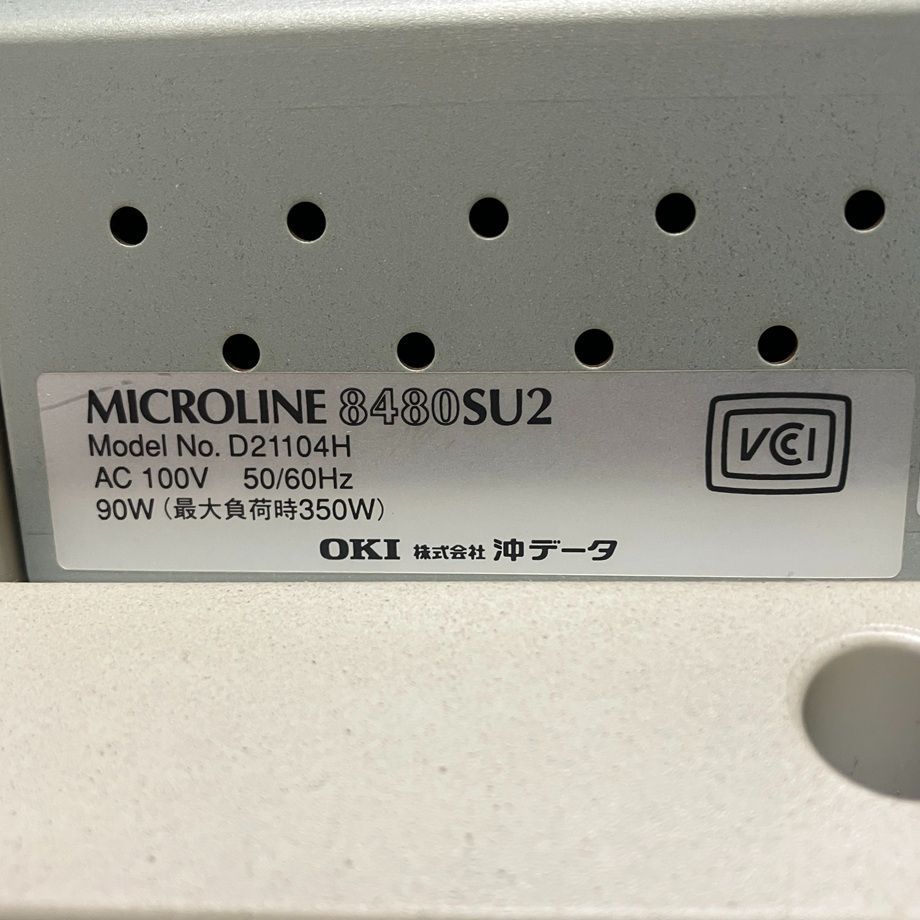 MICROLINE 8480SU2
Model No. D21104H
AC 100V 50/60Hz
90W (最大負荷時350W)
OKI 株式会社 沖データ
VCCI